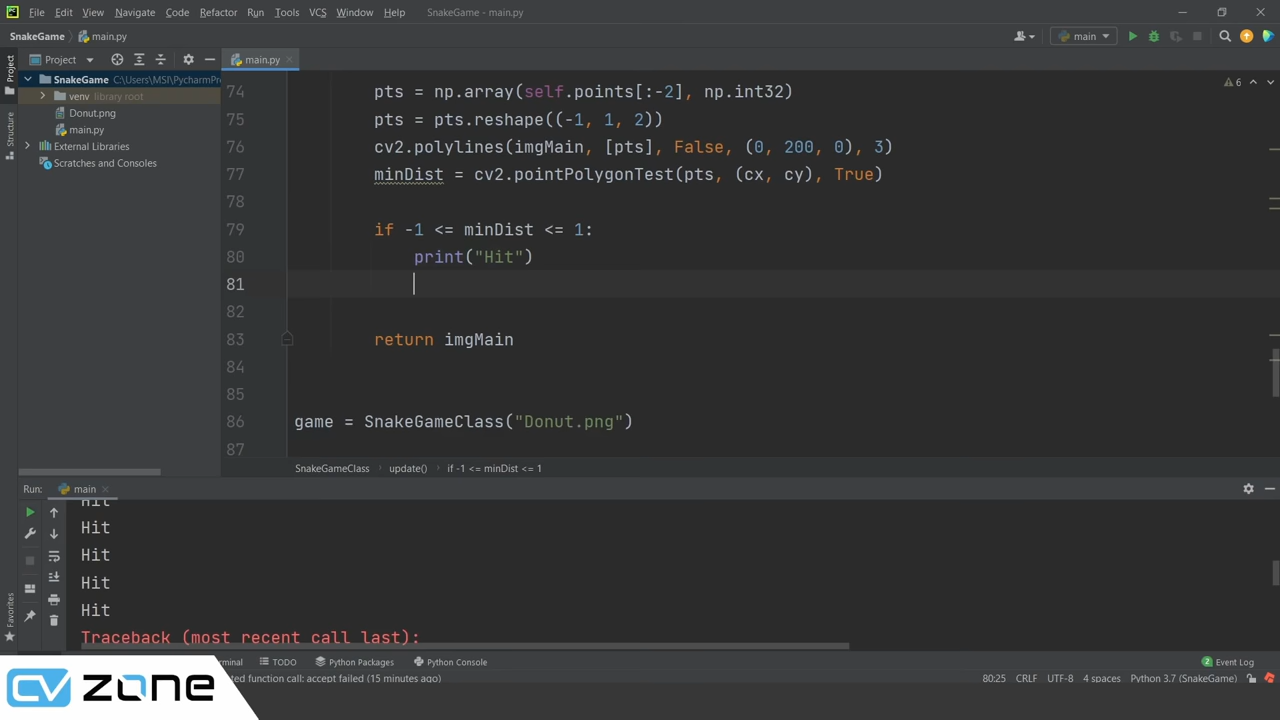 File Edit View Navigate Code Refactor Run Tools VCS Window Help SnakeGame - main.py
SnakeGame main.py main
Project main.py
Project
SnakeGame C:\Users\MSI\PycharmPr
venv library root
Donut.png
main.py
External Libraries
Scratches and Consoles
Structure
Favorites
6
74 pts = np.array(self.points[:-2], np.int32)
75 pts = pts.reshape((-1, 1, 2))
76 cv2.polylines(imgMain, [pts], False, (0, 200, 0), 3)
77 minDist = cv2.pointPolygonTest(pts, (cx, cy), True)
78
79 if -1 <= minDist <= 1:
80 print("Hit")
81
82
83 return imgMain
84
85
86 game = SnakeGameClass("Donut.png")
87
SnakeGameClass update() if -1 <= minDist <= 1
Run: main
Hit
Hit
Hit
Hit
Hit
Traceback (most recent call last):
minal TODO Python Packages Python Console 2 Event Log
ted function call: accept failed (15 minutes ago) 80:25 CRLF UTF-8 4 spaces Python 3.7 (SnakeGame)
CV ZONE